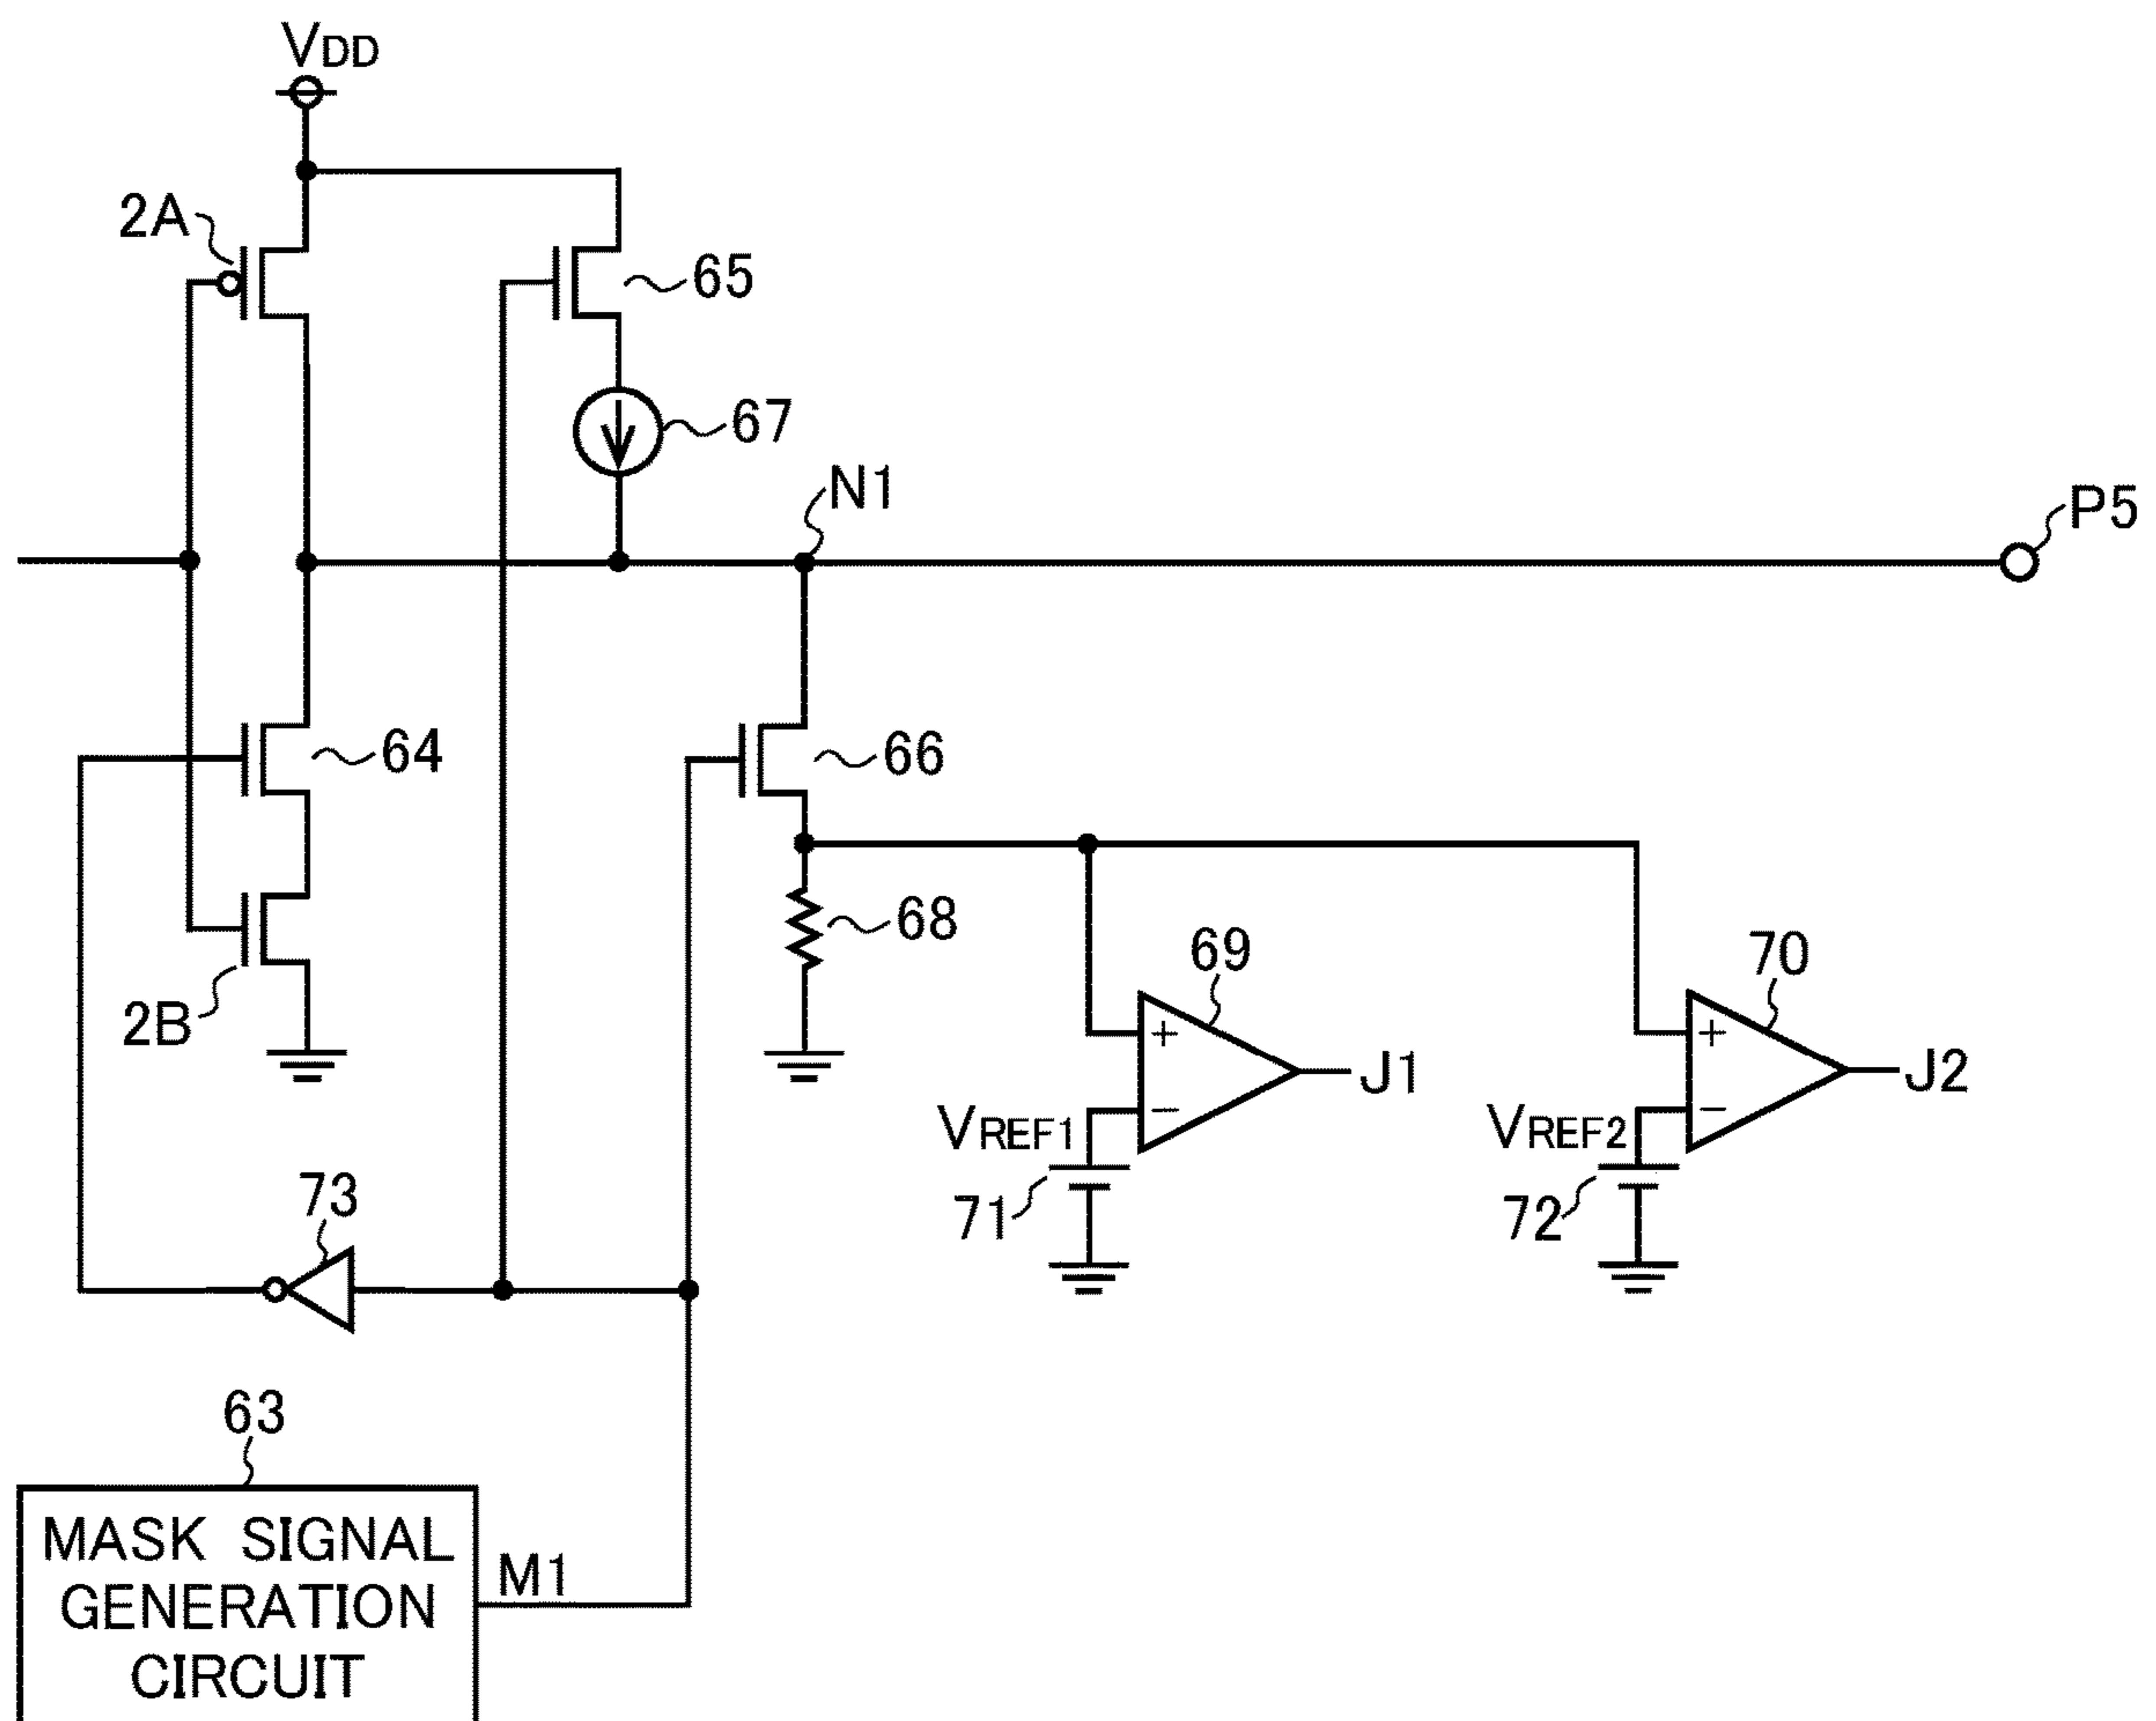 VDD
2A
65
67
N1
P5
64
66
68
69
70
2B
J1
J2
VREF1
VREF2
71
72
73
63
MASK SIGNAL
GENERATION
CIRCUIT
M1
+
−
+
−